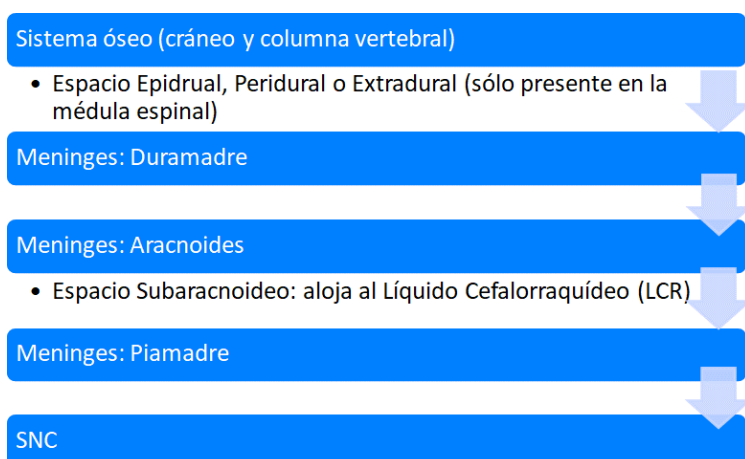 Sistema óseo (cráneo y columna vertebral)
• Espacio Epidrual, Peridural o Extradural (sólo presente en la
médula espinal)
Meninges: Duramadre
Meninges: Aracnoides
• Espacio Subaracnoideo: aloja al Líquido Cefalorraquídeo (LCR)
Meninges: Piamadre
SNC